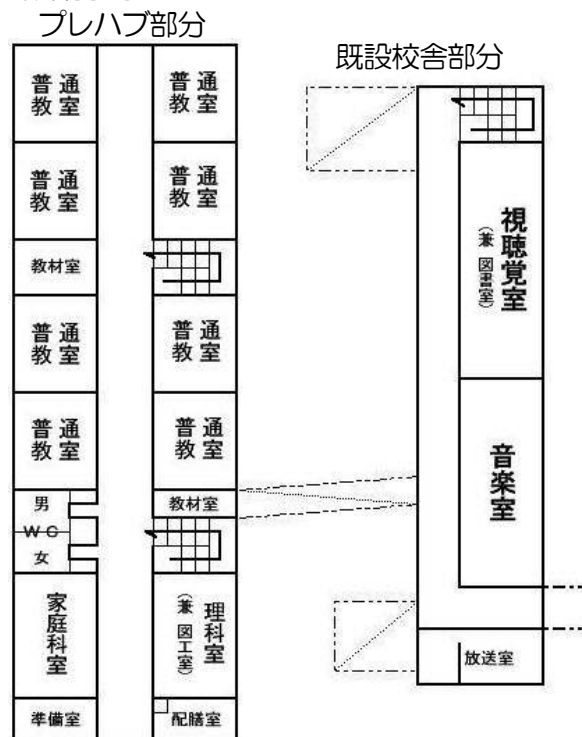 プレハブ部分
普通教室
普通教室
普通教室
普通教室
教材室
普通教室
普通教室
普通教室
普通教室
男
WC
女
教材室
家庭科室
理科室
（兼 図工室）
準備室
配膳室
既設校舎部分
視聴覚室
（兼 図書室）
音楽室
放送室